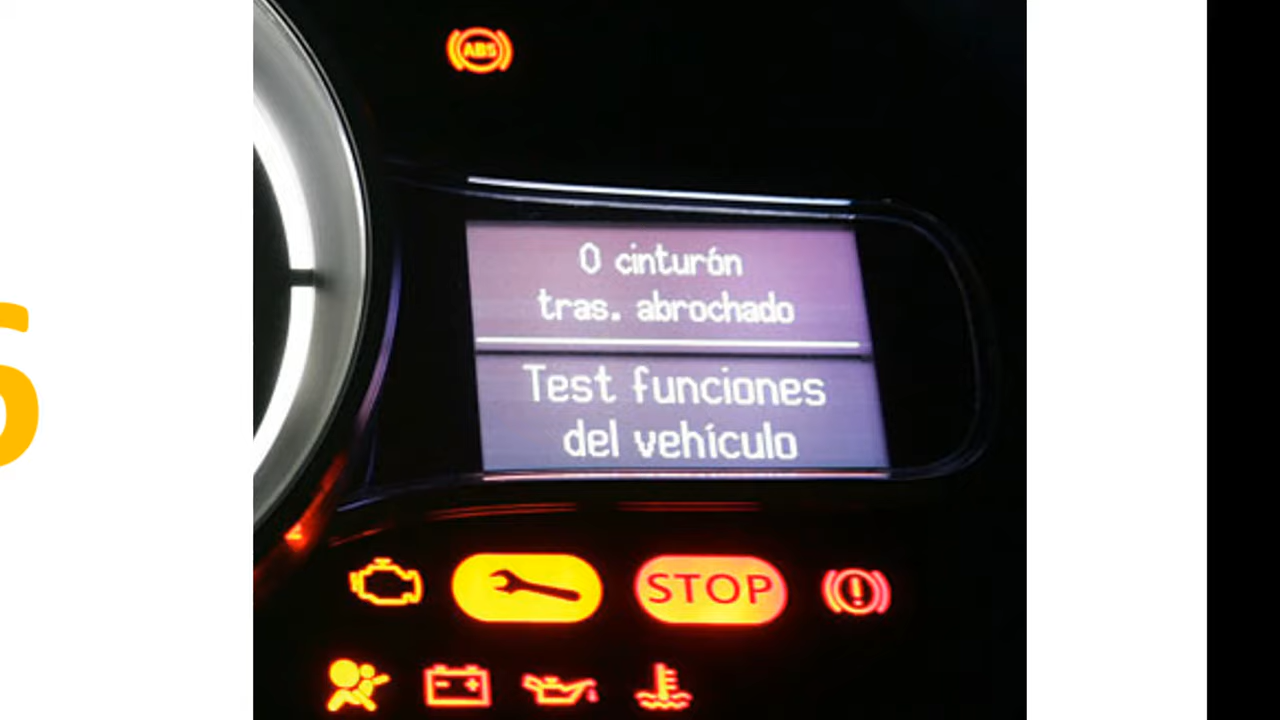 ABS
0 cinturón
tras. abrochado
Test funciones
del vehículo
STOP